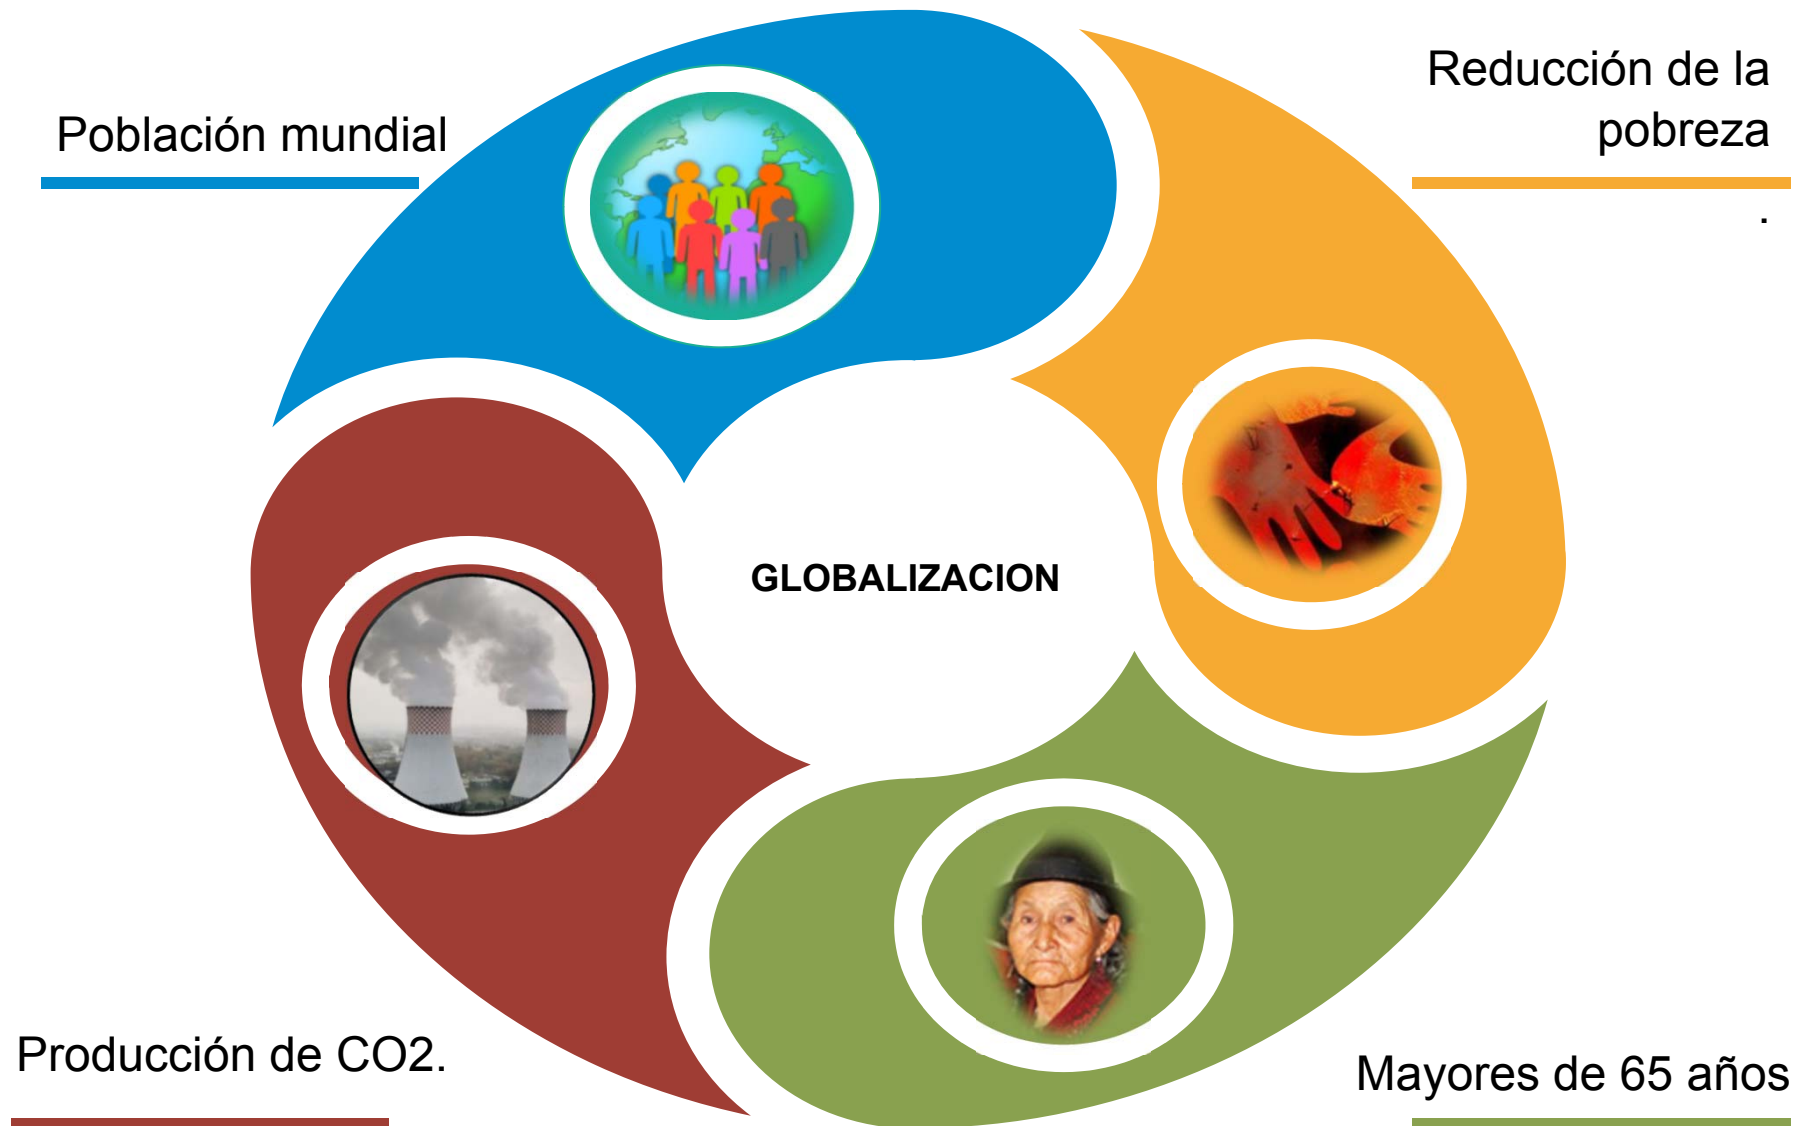 Población mundial
Reducción de la
pobreza
.
GLOBALIZACION
Producción de CO2.
Mayores de 65 años